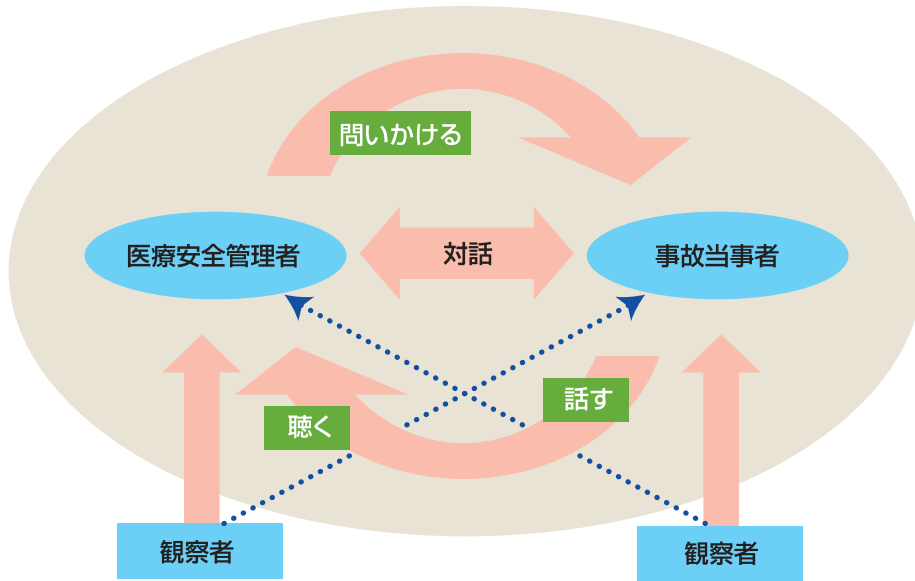 問いかける
医療安全管理者
対話
事故当事者
聴く
話す
観察者
観察者